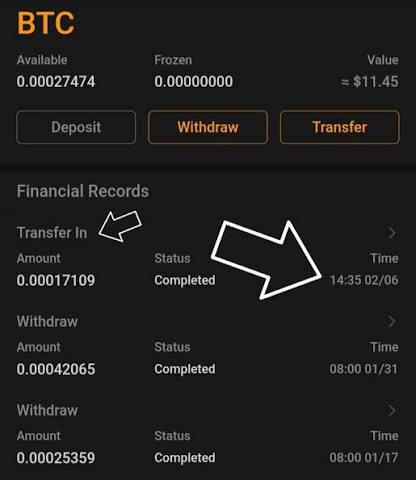 BTC
Available Frozen Value
0.00027474 0.00000000 ≈ $11.45
Deposit Withdraw Transfer
Financial Records
Transfer In
Amount Status Time
0.00017109 Completed 14:35 02/06
Withdraw
Amount Status Time
0.00042065 Completed 08:00 01/31
Withdraw
Amount Status Time
0.00025359 Completed 08:00 01/17